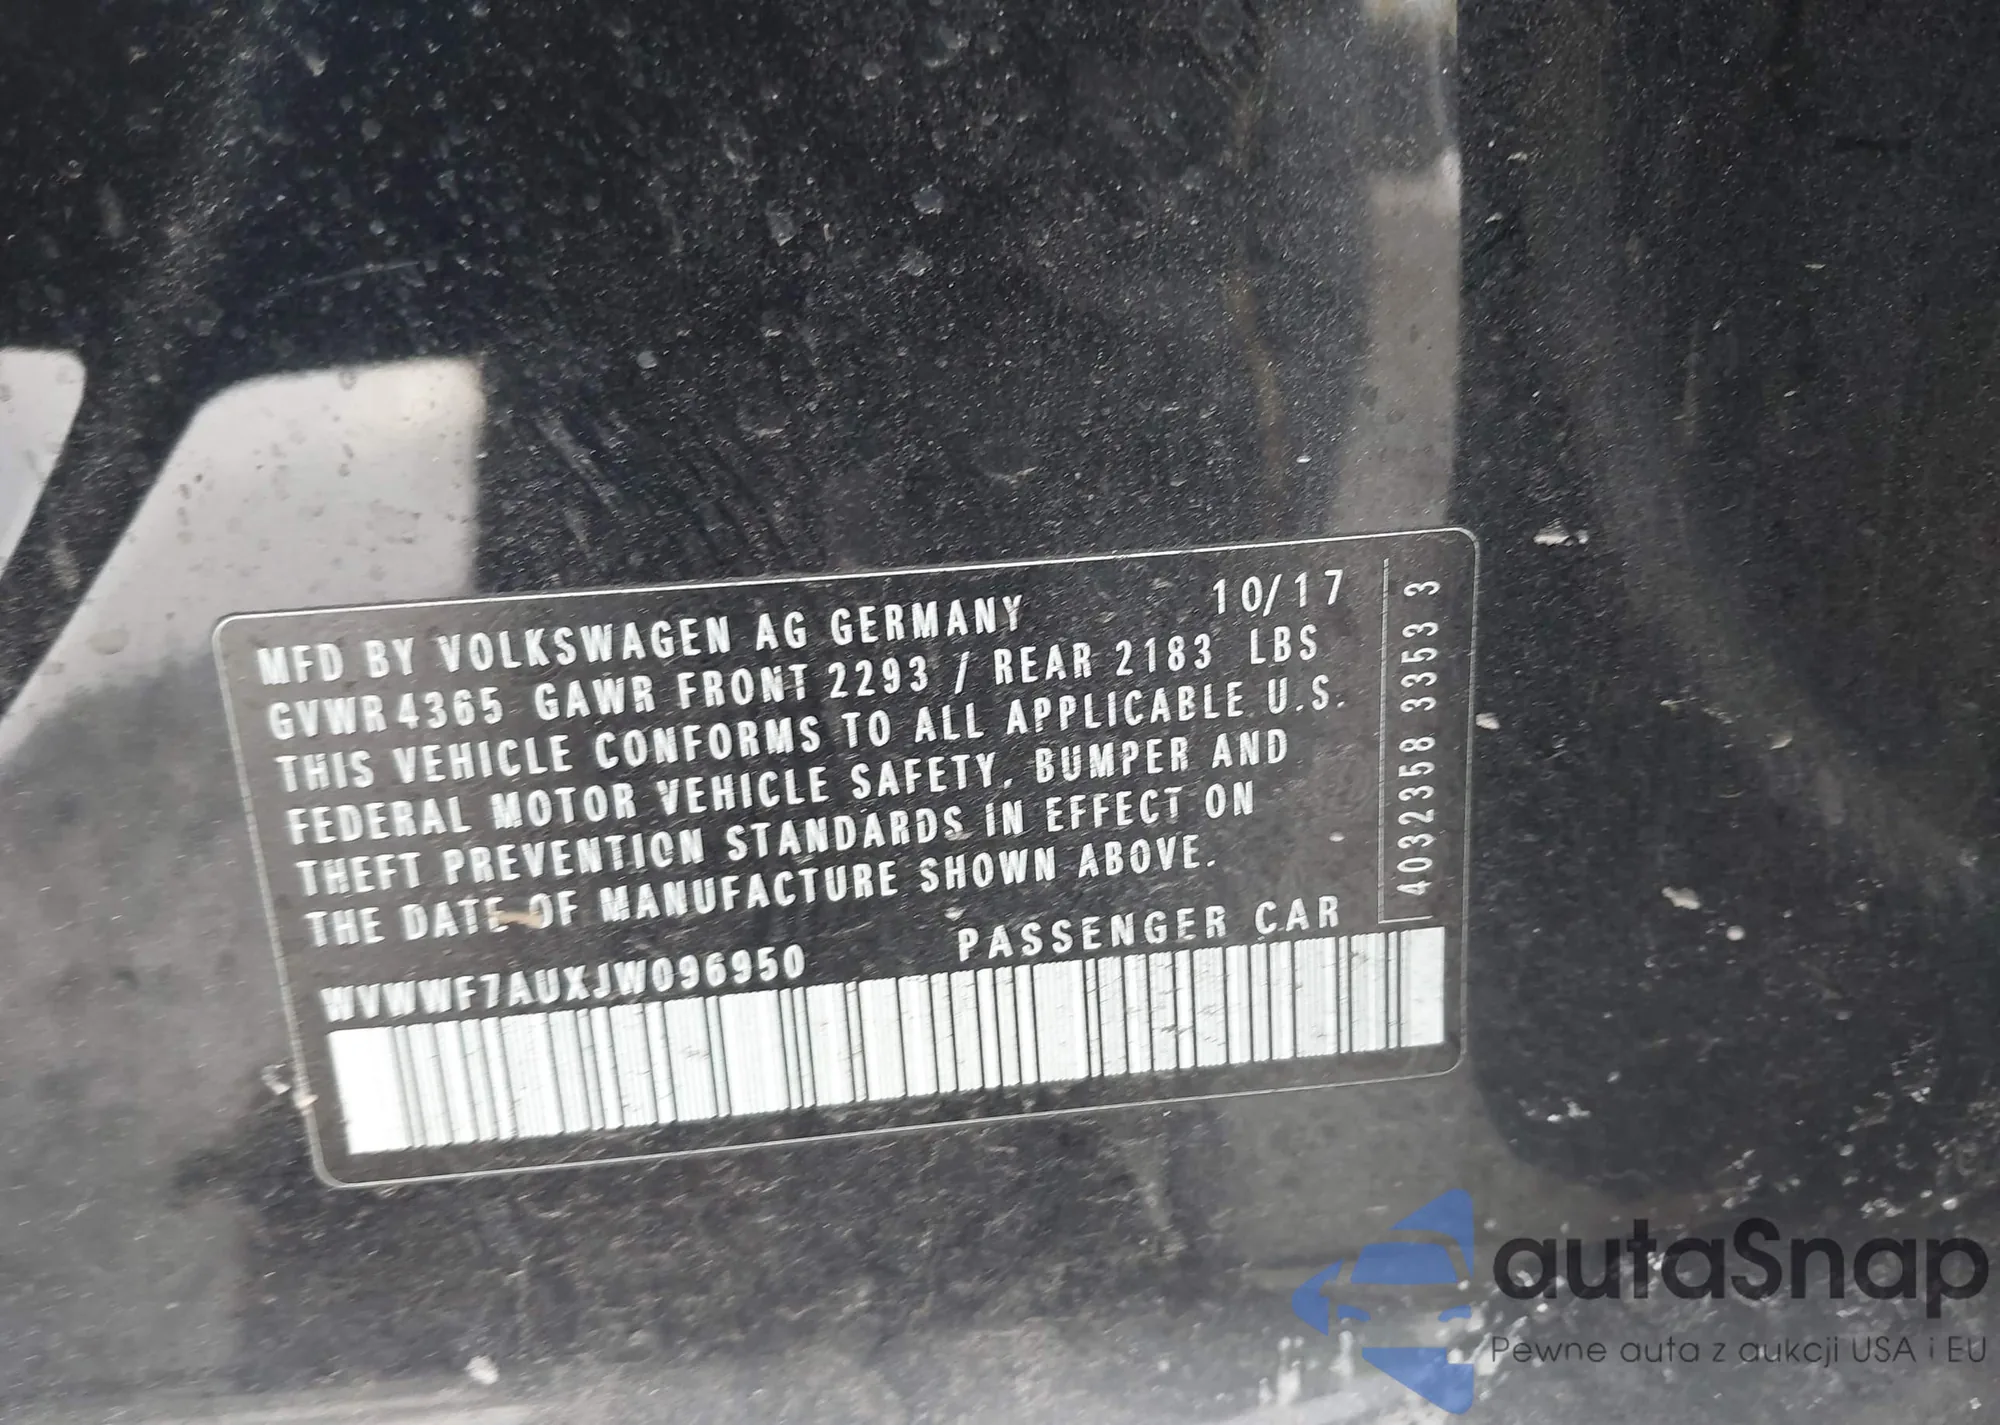 MFD BY VOLKSWAGEN AG GERMANY 10/17
GVWR 4365 GAWR FRONT 2293 / REAR 2183 LBS
THIS VEHICLE CONFORMS TO ALL APPLICABLE U.S.
FEDERAL MOTOR VEHICLE SAFETY, BUMPER AND
THEFT PREVENTION STANDARDS IN EFFECT ON
THE DATE OF MANUFACTURE SHOWN ABOVE.
WVWWF7AUXJW096950 PASSENGER CAR
4032358 3353 3
autaSnap
Pewne auta z aukcji USA i EU